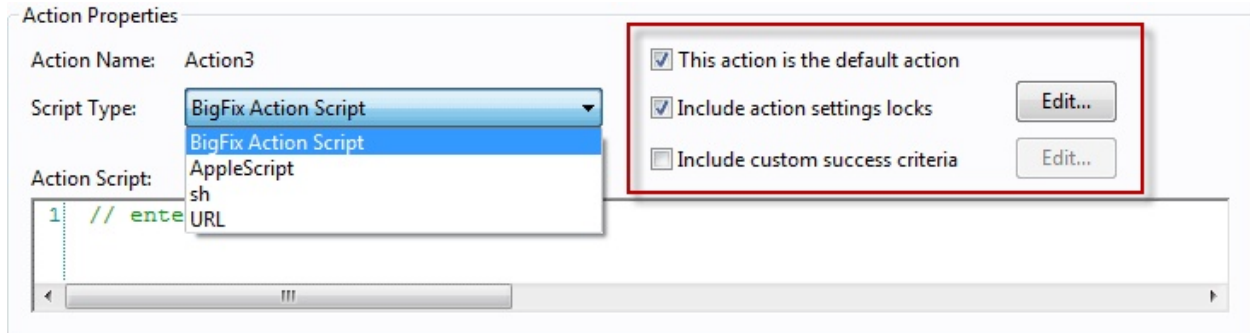 Action Properties
Action Name: Action3
Script Type: BigFix Action Script
BigFix Action Script
AppleScript
sh
URL
This action is the default action
Include action settings locks Edit...
Include custom success criteria Edit...
Action Script:
1 // ente